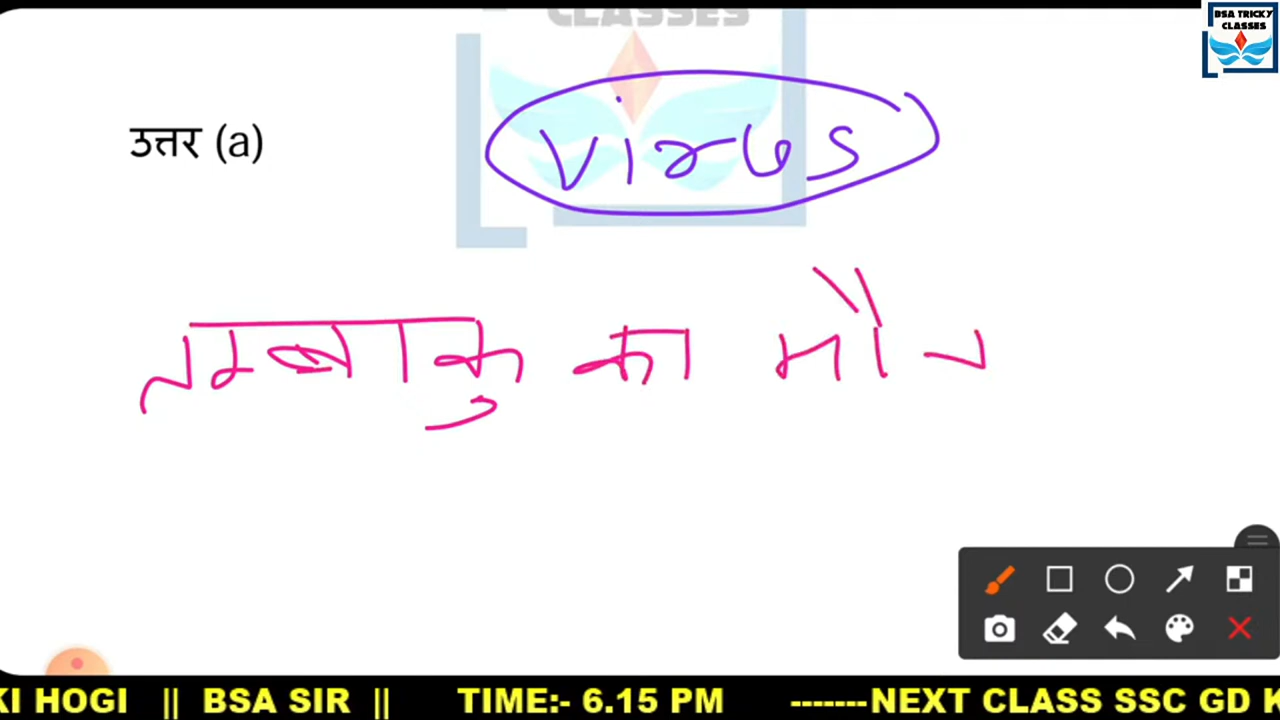 CLASSES
BSA TRICKY
CLASSES
उत्तर (a)
Virus
तम्बाकू का मौ
KI HOGI || BSA SIR || TIME:- 6.15 PM -------NEXT CLASS SSC GD K